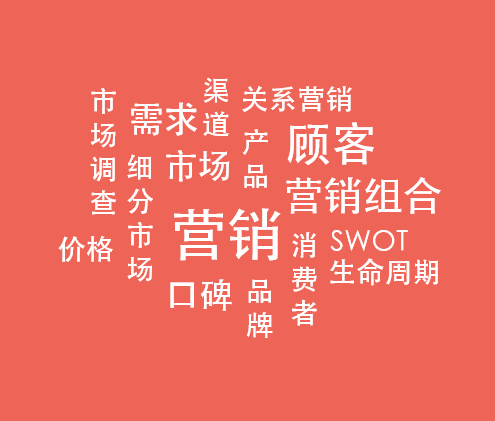 市场调查
需求
渠道
关系营销
细分市场
市场
产品
顾客
营销组合
价格
营销
消费者
SWOT
生命周期
口碑
品牌